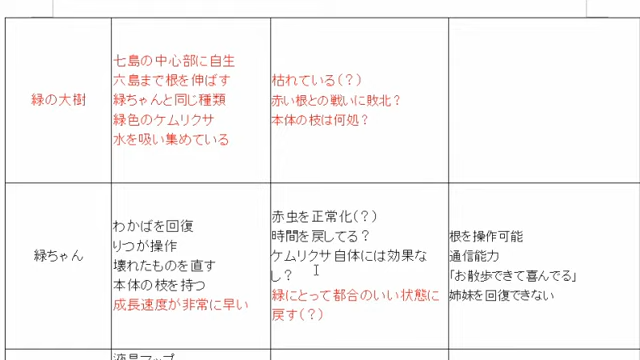 緑の大樹
七島の中心部に自生
六島まで根を伸ばす
緑ちゃんと同じ種類
緑色のケムリクサ
水を吸い集めている
枯れている(？)
赤い根との戦いに敗北？
本体の枝は何処？
緑ちゃん
わかばを回復
りつが操作
壊れたものを直す
本体の枝を持つ
成長速度が非常に早い
赤虫を正常化(？)
時間を戻してる？
ケムリクサ自体には効果な
し？
緑にとって都合のいい状態に
戻す(？)
根を操作可能
通信能力
「お散歩できて喜んでる」
姉妹を回復できない
液晶マップ